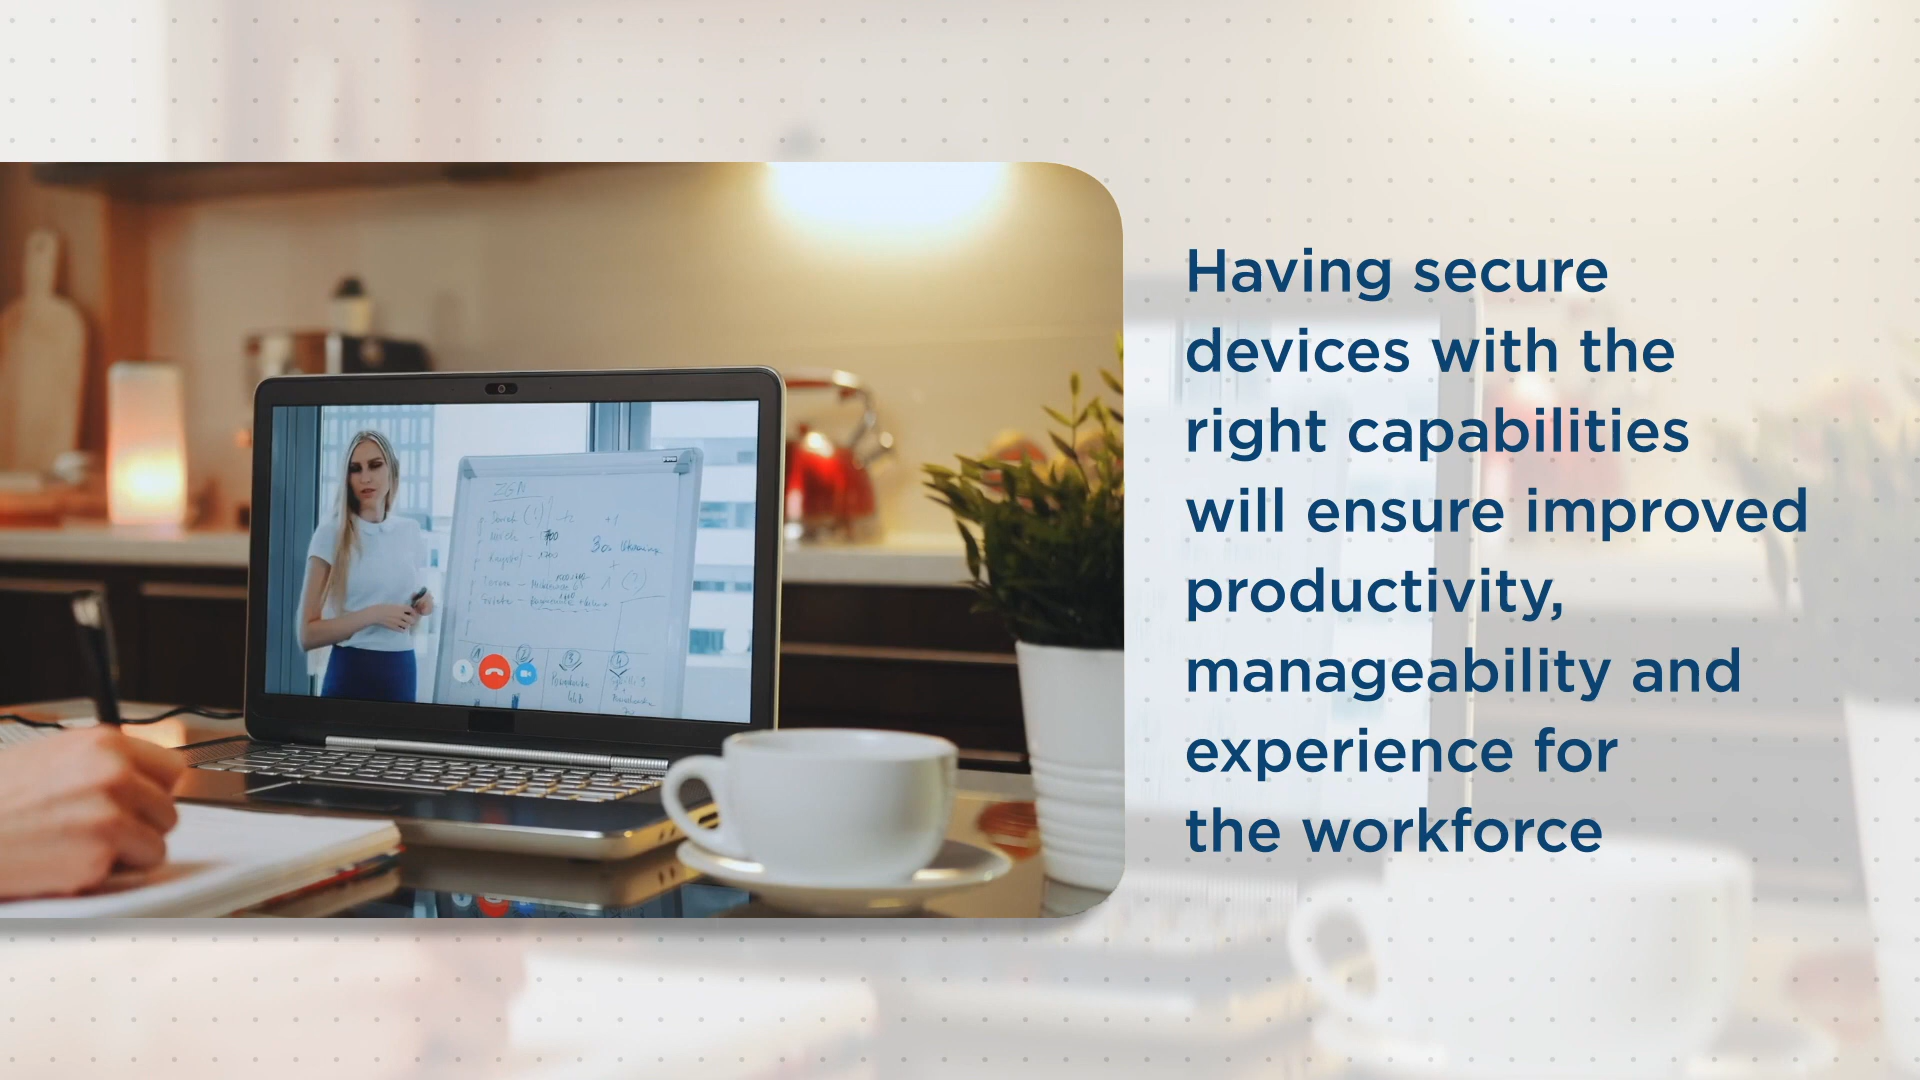 Having secure
devices with the
right capabilities
will ensure improved
productivity,
manageability and
experience for
the workforce